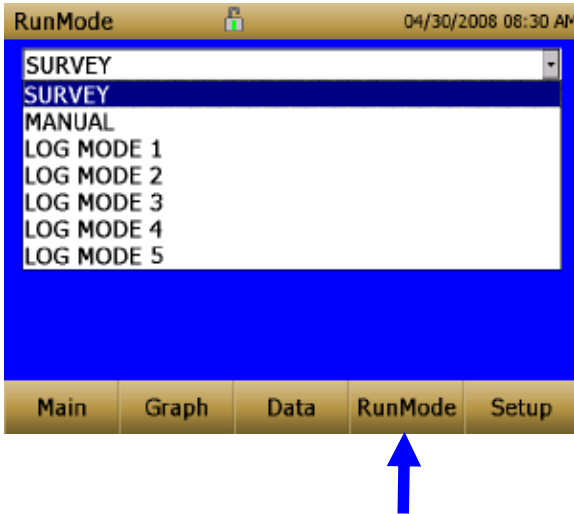 RunMode 04/30/2008 08:30 AM
SURVEY
SURVEY
MANUAL
LOG MODE 1
LOG MODE 2
LOG MODE 3
LOG MODE 4
LOG MODE 5
Main Graph Data RunMode Setup